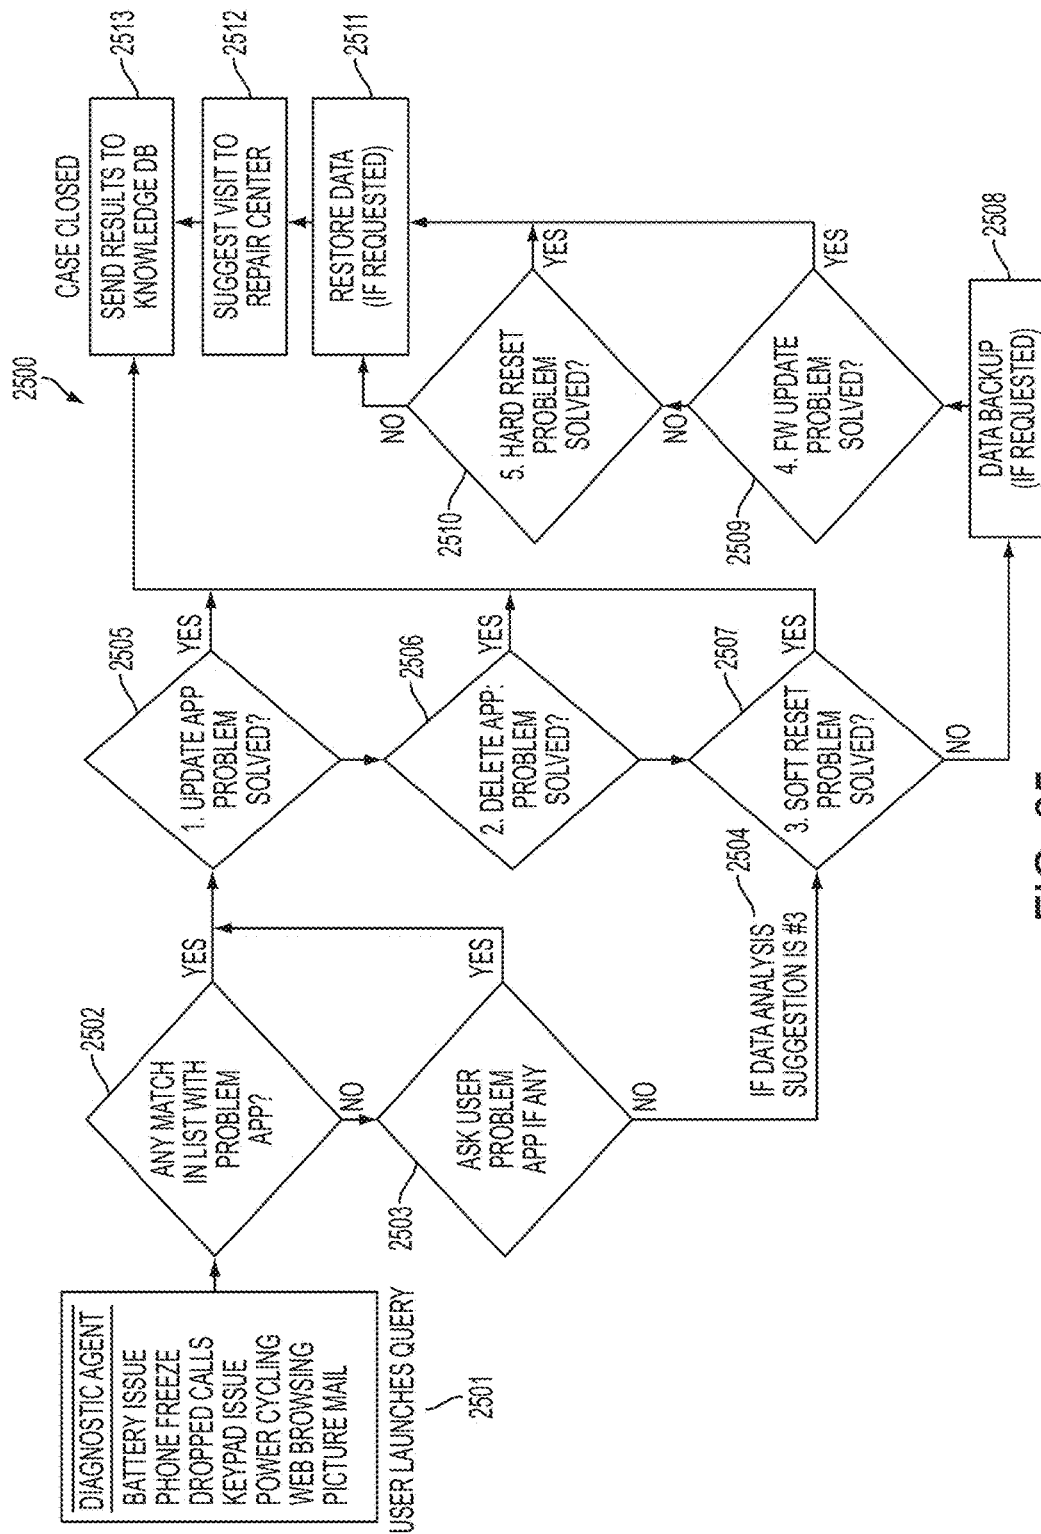 2500
DIAGNOSTIC AGENT
BATTERY ISSUE
PHONE FREEZE
DROPPED CALLS
KEYPAD ISSUE
POWER CYCLING
WEB BROWSING
PICTURE MAIL
USER LAUNCHES QUERY
2501
2502
ANY MATCH
IN LIST WITH
PROBLEM
APP?
YES
NO
2503
ASK USER
PROBLEM
APP IF ANY
YES
NO
2504
IF DATA ANALYSIS
SUGGESTION IS #3
2505
1. UPDATE APP
PROBLEM
SOLVED?
YES
2506
2. DELETE APP:
PROBLEM
SOLVED?
YES
2507
3. SOFT RESET
PROBLEM
SOLVED?
YES
NO
2508
DATA BACKUP
(IF REQUESTED)
2509
4. FW UPDATE
PROBLEM
SOLVED?
YES
NO
2510
5. HARD RESET
PROBLEM
SOLVED?
YES
NO
2511
RESTORE DATA
(IF REQUESTED)
2512
SUGGEST VISIT TO
REPAIR CENTER
2513
CASE CLOSED
SEND RESULTS TO
KNOWLEDGE DB